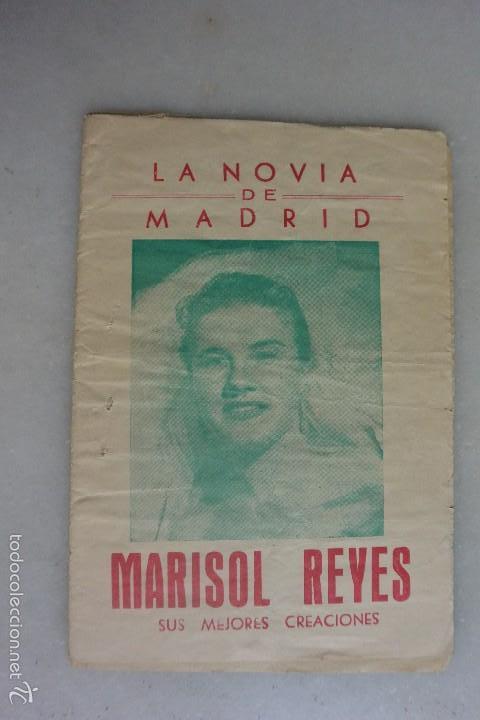 LA NOVIA
DE
MADRID
MARISOL REYES
SUS MEJORES CREACIONES
todocoleccion.net